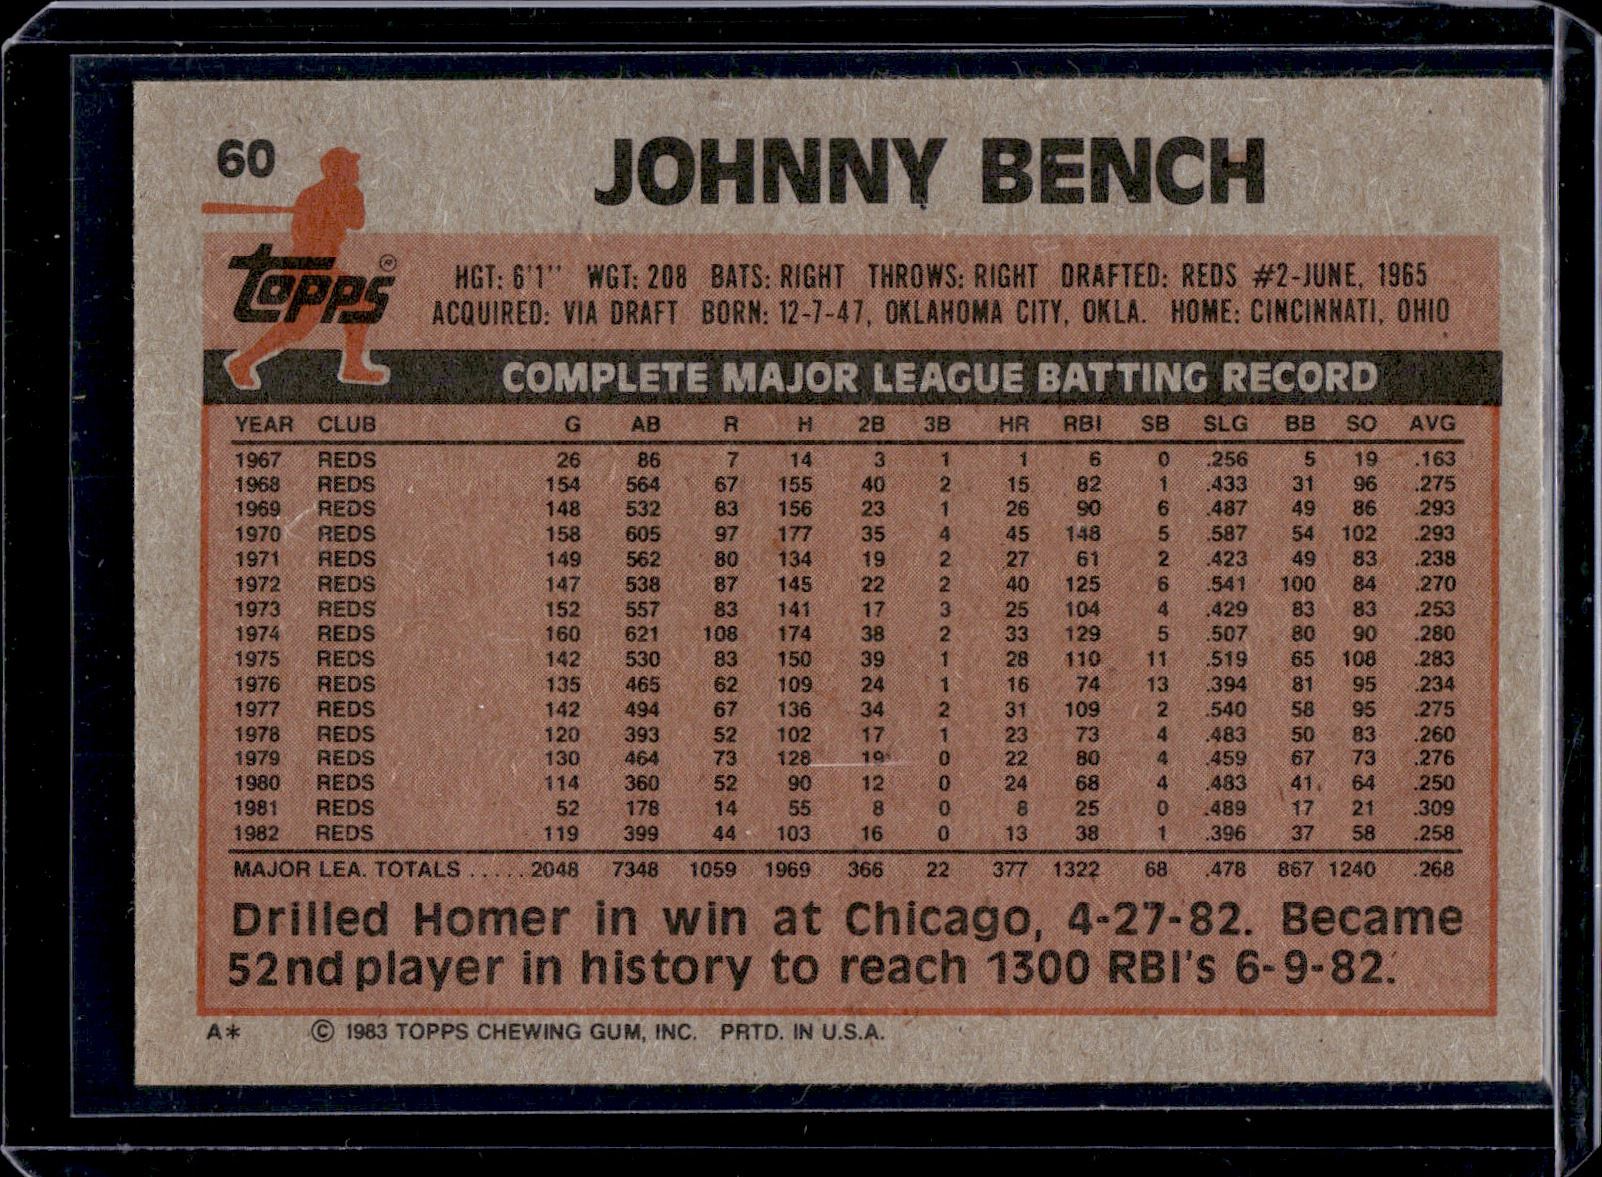 60
JOHNNY BENCH
Topps®
HGT: 6'1" WGT: 208 BATS: RIGHT THROWS: RIGHT DRAFTED: REDS #2-JUNE, 1965
ACQUIRED: VIA DRAFT BORN: 12-7-47, OKLAHOMA CITY, OKLA. HOME: CINCINNATI, OHIO
COMPLETE MAJOR LEAGUE BATTING RECORD
YEAR CLUB G AB R H 2B 3B HR RBI SB SLG BB SO AVG
1967 REDS 26 86 7 14 3 1 1 6 0 .256 5 19 .163
1968 REDS 154 564 67 155 40 2 15 82 1 .433 31 96 .275
1969 REDS 148 532 83 156 23 1 26 90 6 .487 49 86 .293
1970 REDS 158 605 97 177 35 4 45 148 5 .587 54 102 .293
1971 REDS 149 562 80 134 19 2 27 61 2 .423 49 83 .238
1972 REDS 147 538 87 145 22 2 40 125 6 .541 100 84 .270
1973 REDS 152 557 83 141 17 3 25 104 4 .429 83 83 .253
1974 REDS 160 621 108 174 38 2 33 129 5 .507 80 90 .280
1975 REDS 142 530 83 150 39 1 28 110 11 .519 65 108 .283
1976 REDS 135 465 62 109 24 1 16 74 13 .394 81 95 .234
1977 REDS 142 494 67 136 34 2 31 109 2 .540 58 95 .275
1978 REDS 120 393 52 102 17 1 23 73 4 .483 50 83 .260
1979 REDS 130 464 73 128 19 0 22 80 4 .459 67 73 .276
1980 REDS 114 360 52 90 12 0 24 68 4 .483 41 64 .250
1981 REDS 52 178 14 55 8 0 8 25 0 .489 17 21 .309
1982 REDS 119 399 44 103 16 0 13 38 1 .396 37 58 .258
MAJOR LEA. TOTALS ..... 2048 7348 1059 1969 366 22 377 1322 68 .478 867 1240 .268
Drilled Homer in win at Chicago, 4-27-82. Became
52nd player in history to reach 1300 RBI's 6-9-82.
A* © 1983 TOPPS CHEWING GUM, INC. PRTD. IN U.S.A.